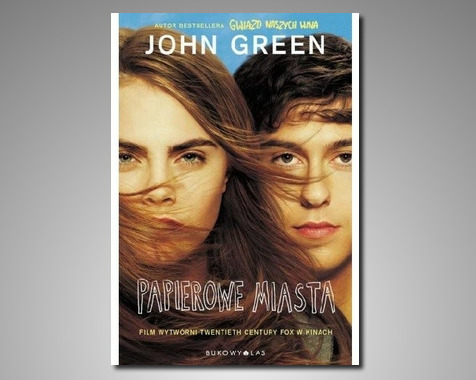 AUTOR BESTSELLERA GWIAZD NASZYCH WINA
JOHN GREEN
PAPIEROWE MIASTA
FILM WYTWÓRNI TWENTIETH CENTURY FOX W KINACH
BUKOWY LAS